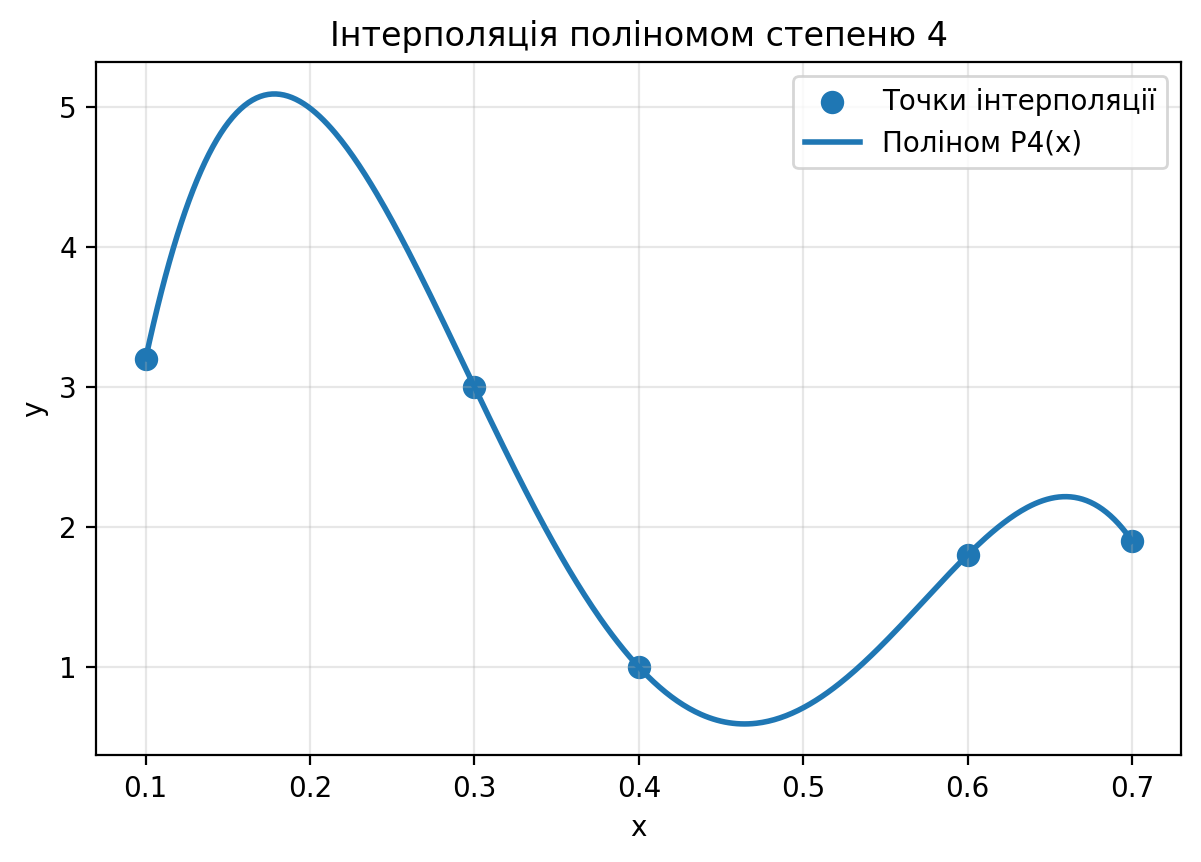 Інтерполяція поліномом степеню 4
Точки інтерполяції
Поліном P4(x)
5
4
3
2
1
y
0.1 0.2 0.3 0.4 0.5 0.6 0.7
x